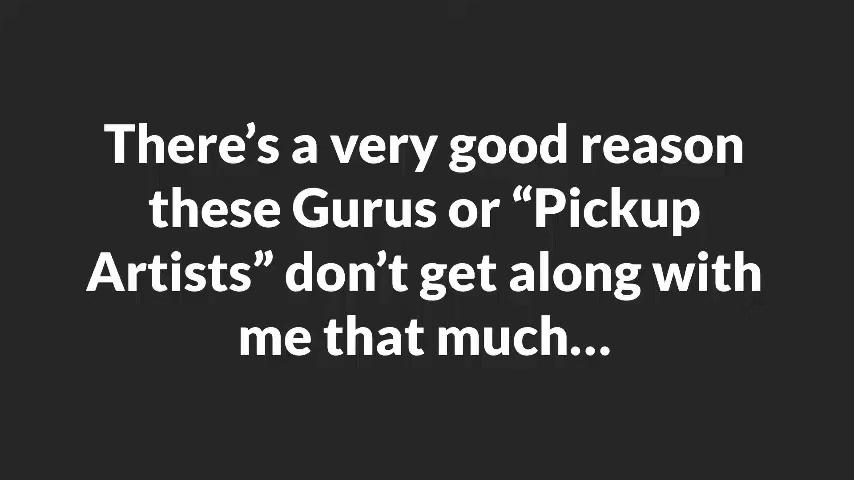 There’s a very good reason
these Gurus or “Pickup
Artists” don’t get along with
me that much...